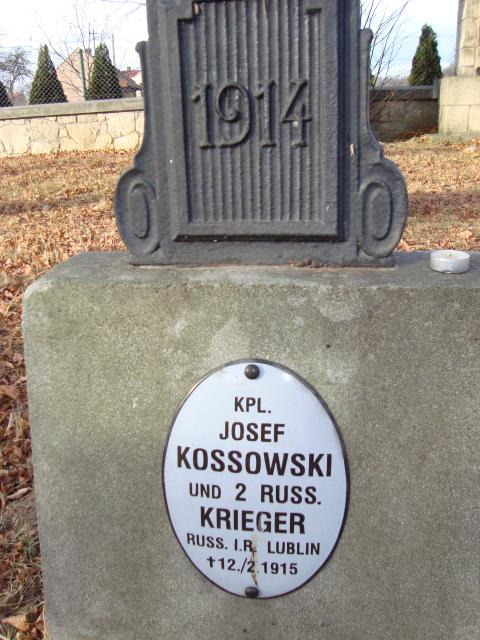 1914
KPL.
JOSEF
KOSSOWSKI
UND 2 RUSS.
KRIEGER
RUSS. I.R. LUBLIN
†12./2.1915